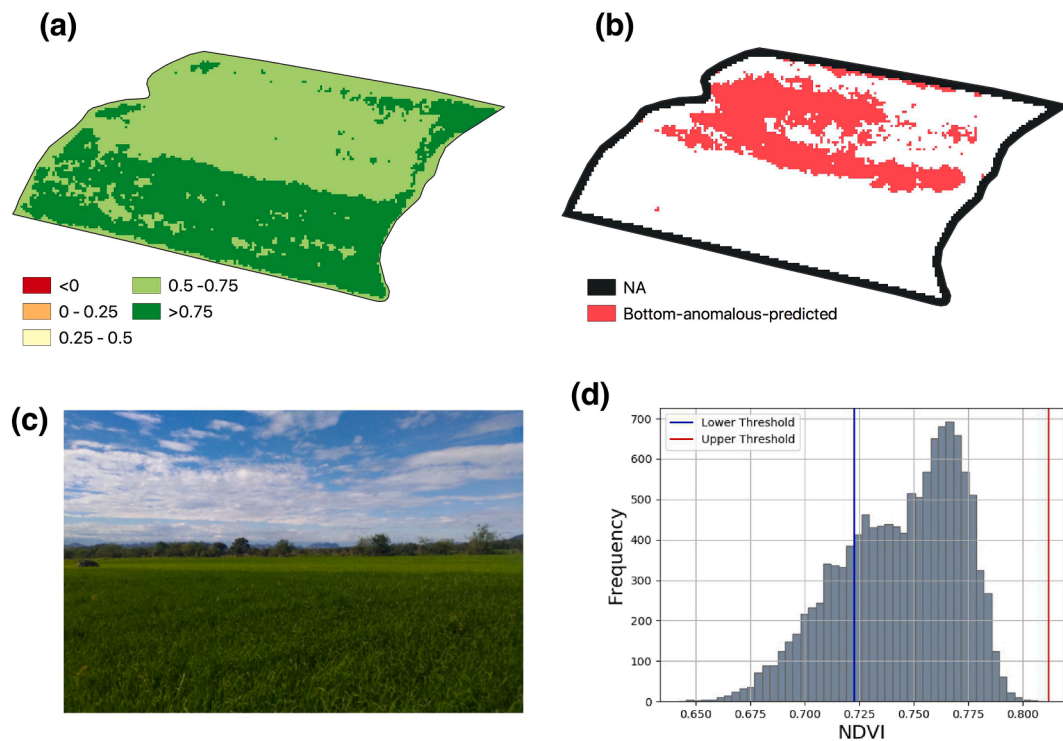 (a)
<0
0 - 0.25
0.25 - 0.5
0.5 -0.75
>0.75
(b)
NA
Bottom-anomalous-predicted
(c)
(d)
Lower Threshold
Upper Threshold
Frequency
700
600
500
400
300
200
100
0
0.650
0.675
0.700
0.725
0.750
0.775
0.800
NDVI